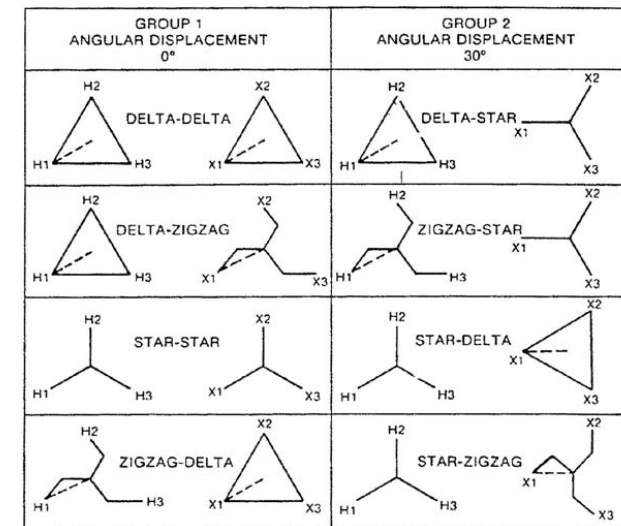 GROUP 1
ANGULAR DISPLACEMENT
0°
GROUP 2
ANGULAR DISPLACEMENT
30°
H2
X2
DELTA-DELTA
H1
H3
X1
X3
H2
X2
DELTA-STAR
X1
H1
H3
X3
H2
X2
DELTA-ZIGZAG
H1
H3
X1
X3
H2
X2
ZIGZAG-STAR
X1
H1
H3
X3
H2
X2
STAR-STAR
H1
H3
X1
X3
H2
X2
STAR-DELTA
X1
H1
H3
X3
H2
X2
ZIGZAG-DELTA
H1
H3
X1
X3
H2
X2
STAR-ZIGZAG
X1
H1
H3
X3